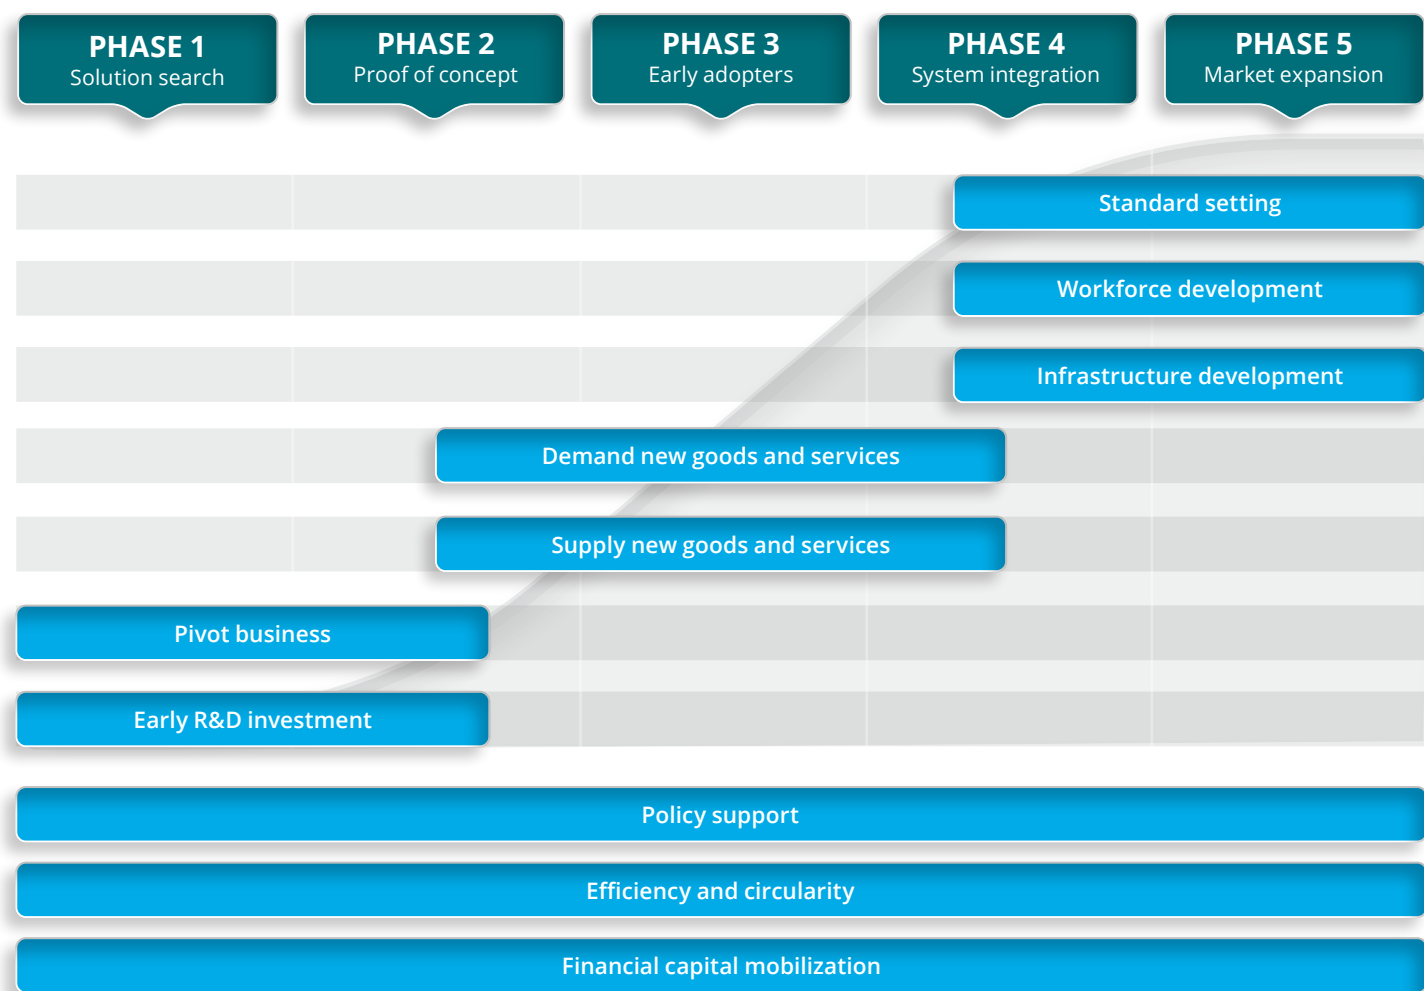 PHASE 1
Solution search
PHASE 2
Proof of concept
PHASE 3
Early adopters
PHASE 4
System integration
PHASE 5
Market expansion
Standard setting
Workforce development
Infrastructure development
Demand new goods and services
Supply new goods and services
Pivot business
Early R&D investment
Policy support
Efficiency and circularity
Financial capital mobilization